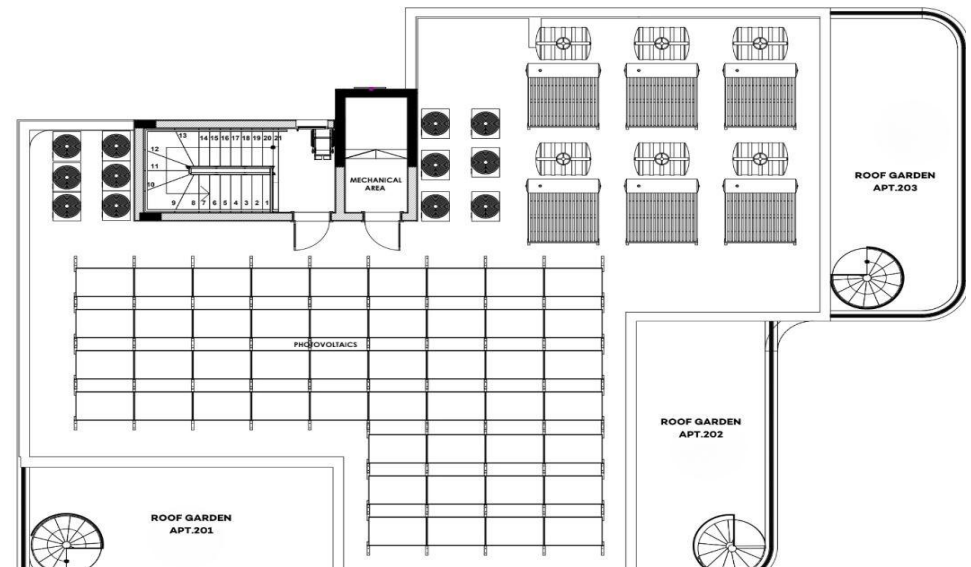 13 14 15 16 17 18 19 20 21
12
11
10
9 8 7 6 5 4 3 2 1
MECHANICAL
AREA
ROOF GARDEN
APT.203
PHOTOVOLTAICS
ROOF GARDEN
APT.202
ROOF GARDEN
APT.201